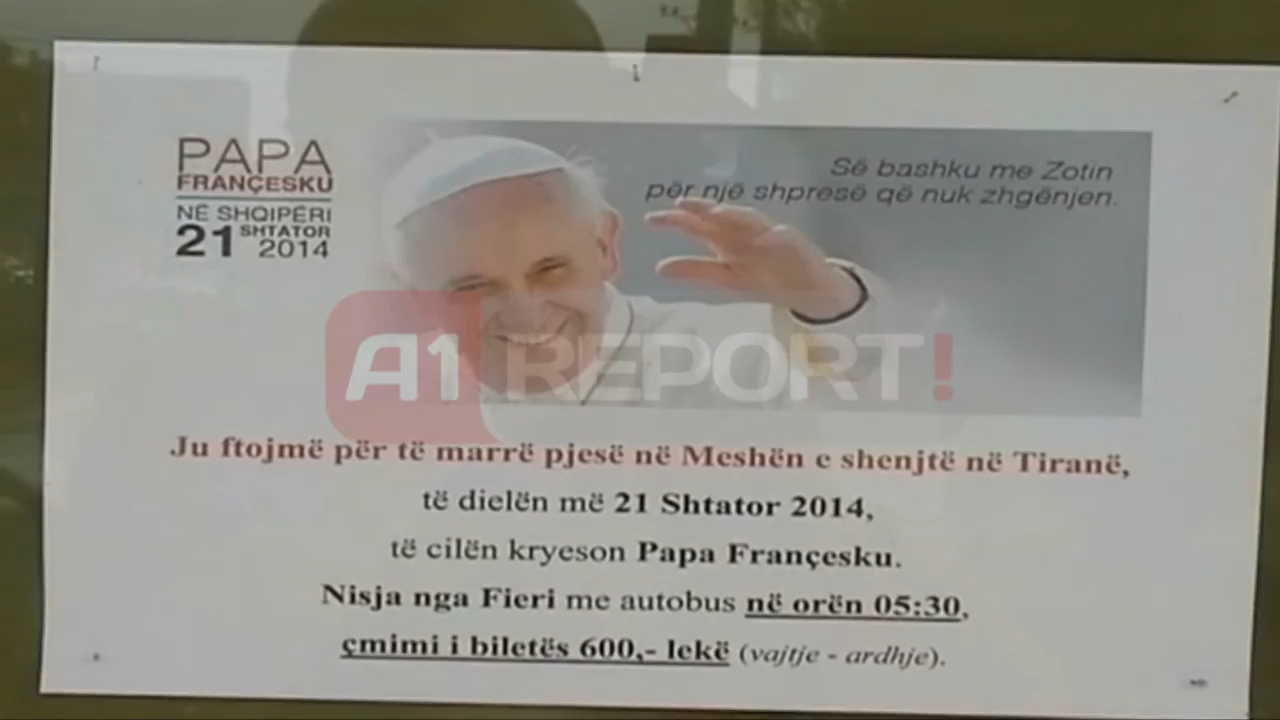 PAPA
FRANÇESKU
NË SHQIPËRI
21 SHTATOR
2014
Së bashku me Zotin
për një shpresë që nuk zhgënjen.
A1 REPORT!
Ju ftojmë për të marrë pjesë në Meshën e shenjtë në Tiranë,
të dielën më 21 Shtator 2014,
të cilën kryeson Papa Françesku.
Nisja nga Fieri me autobus në orën 05:30,
çmimi i biletës 600,- lekë (vajtje - ardhje).